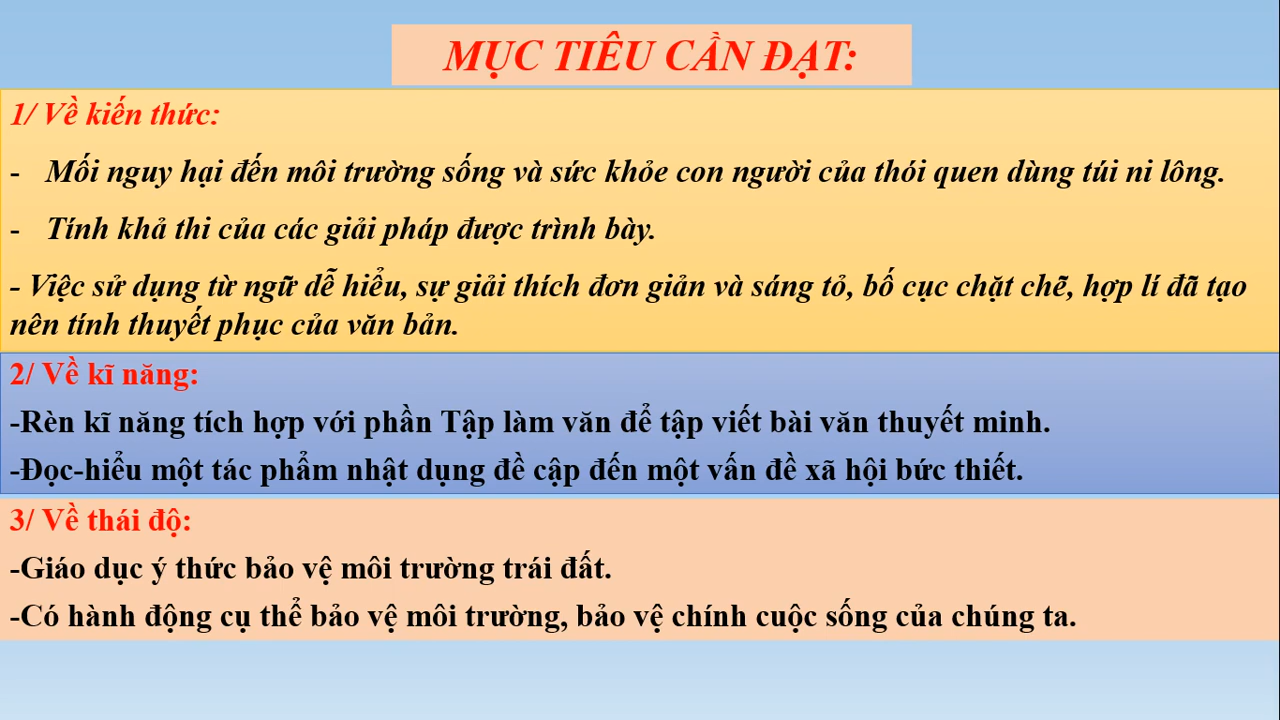 MỤC TIÊU CẦN ĐẠT:
1/ Về kiến thức:
- Mối nguy hại đến môi trường sống và sức khỏe con người của thói quen dùng túi ni lông.
- Tính khả thi của các giải pháp được trình bày.
- Việc sử dụng từ ngữ dễ hiểu, sự giải thích đơn giản và sáng tỏ, bố cục chặt chẽ, hợp lí đã tạo
nên tính thuyết phục của văn bản.
2/ Về kĩ năng:
-Rèn kĩ năng tích hợp với phần Tập làm văn để tập viết bài văn thuyết minh.
-Đọc-hiểu một tác phẩm nhật dụng đề cập đến một vấn đề xã hội bức thiết.
3/ Về thái độ:
-Giáo dục ý thức bảo vệ môi trường trái đất.
-Có hành động cụ thể bảo vệ môi trường, bảo vệ chính cuộc sống của chúng ta.